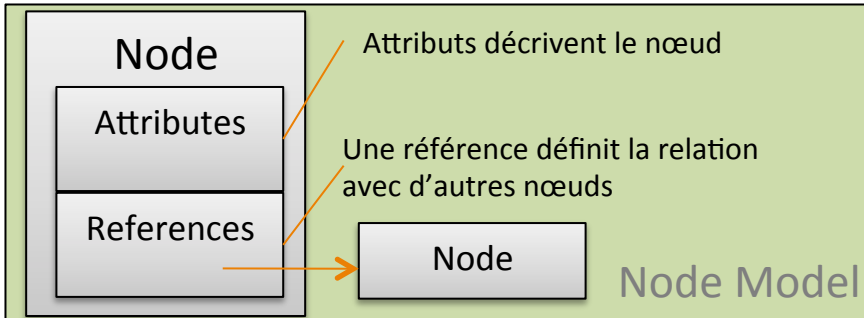 Node
Attributs décrivent le nœud
Attributes
Une référence définit la relation
avec d'autres nœuds
References
Node
Node Model